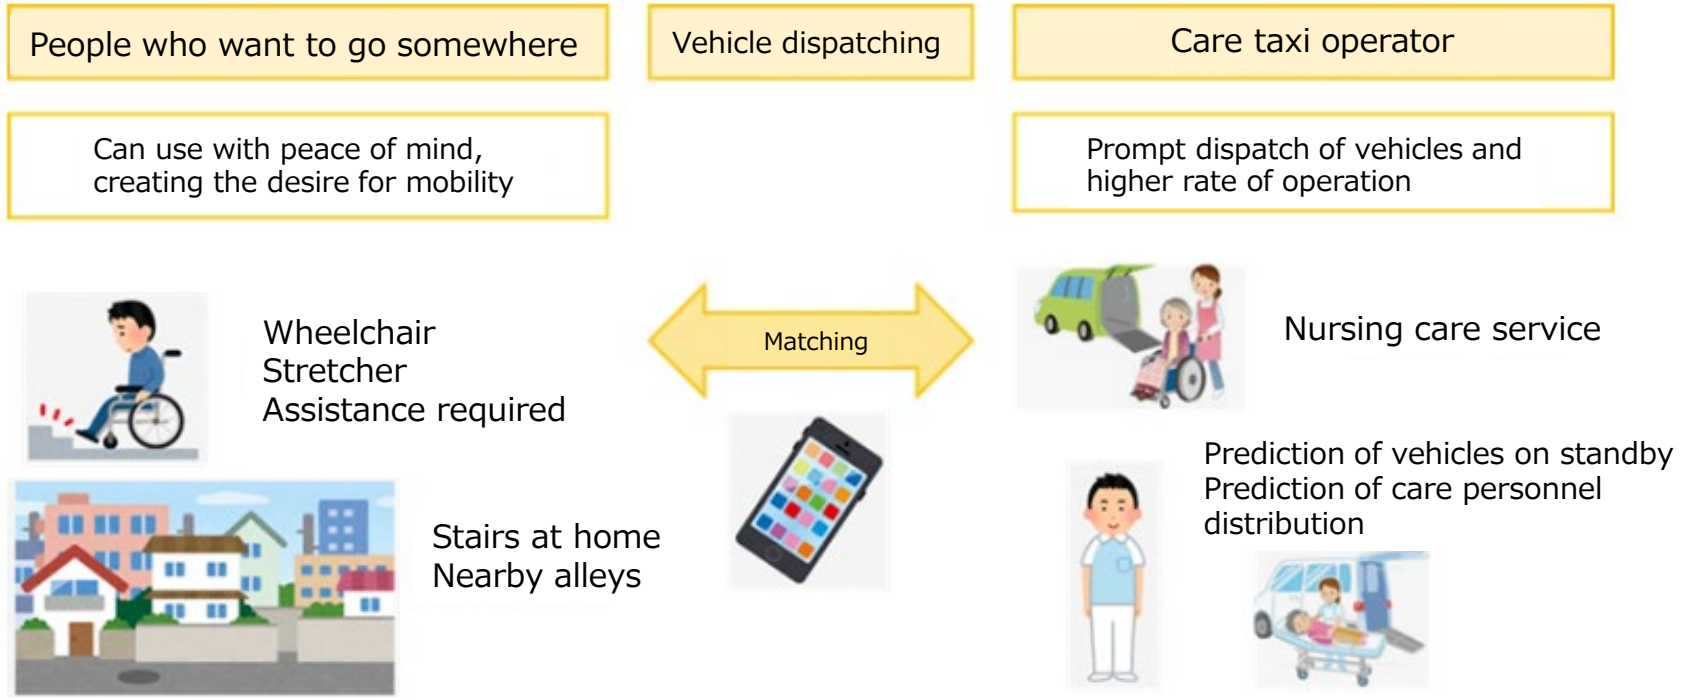 People who want to go somewhere
Vehicle dispatching
Care taxi operator
Can use with peace of mind,
creating the desire for mobility
Prompt dispatch of vehicles and
higher rate of operation
Wheelchair
Stretcher
Assistance required
Matching
Nursing care service
Stairs at home
Nearby alleys
Prediction of vehicles on standby
Prediction of care personnel
distribution